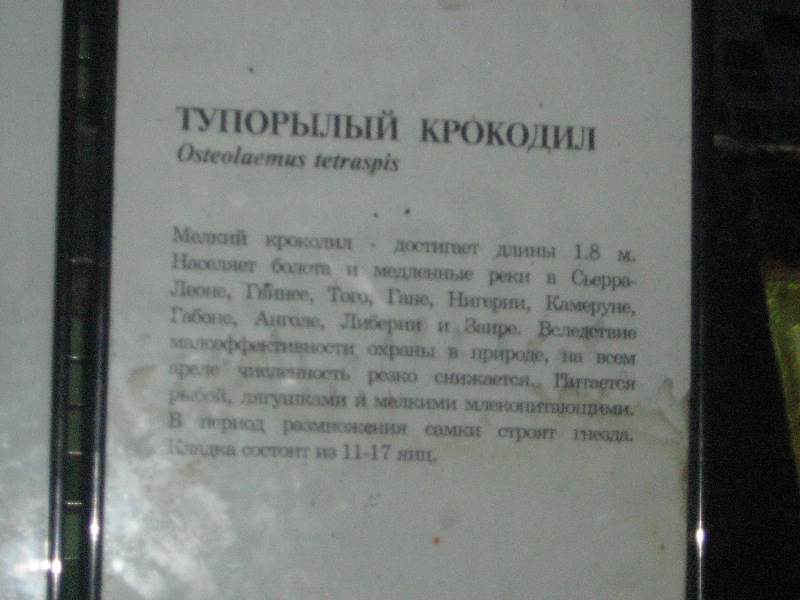 ТУПОРЫЛЫЙ КРОКОДИЛ
Osteolaemus tetraspis
Мелкий крокодил - достигает длины 1.8 м.
Населяет болота и медленные реки в Сьерра-
Леоне, Гвинее, Того, Гане, Нигерии, Камеруне,
Габоне, Анголе, Либерии и Заире. Вследствие
малоеффективности охраны в природе, на всем
ареле численность резко снижается. Питается
рыбой, лягушками и мелкими млекопитающими.
В период размножения самки строят гнезда.
Кладка состоит из 11-17 яиц.